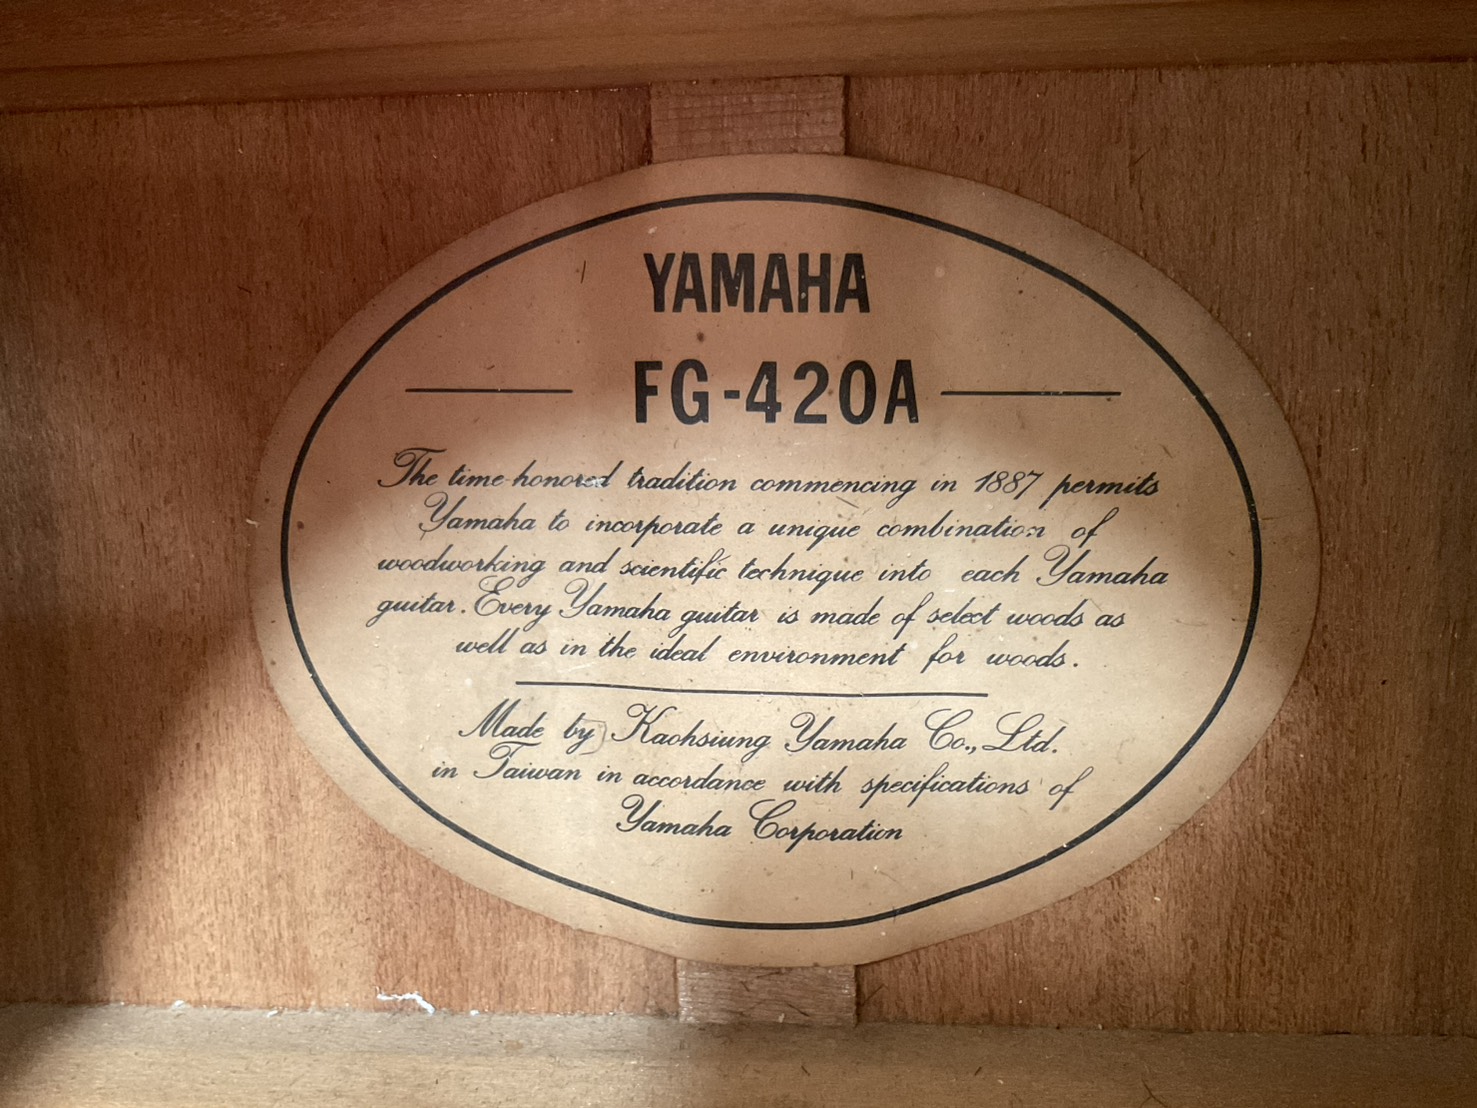 YAMAHA
FG-420A
The time-honored tradition commencing in 1887 permits
Yamaha to incorporate a unique combination of
woodworking and scientific technique into each Yamaha
guitar. Every Yamaha guitar is made of select woods as
well as in the ideal environment for woods.
Made by Kaohsiung Yamaha Co., Ltd.
in Taiwan in accordance with specifications of
Yamaha Corporation